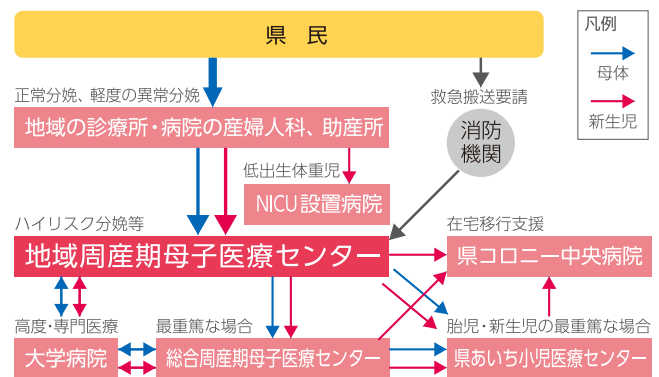 県 民
凡例
母体
新生児
正常分娩、軽度の異常分娩
救急搬送要請
地域の診療所・病院の産婦人科、助産所
消防
機関
低出生体重児
NICU設置病院
ハイリスク分娩等
在宅移行支援
地域周産期母子医療センター
県コロニー中央病院
高度・専門医療
最重篤な場合
胎児・新生児の最重篤な場合
大学病院
総合周産期母子医療センター
県あいち小児医療センター